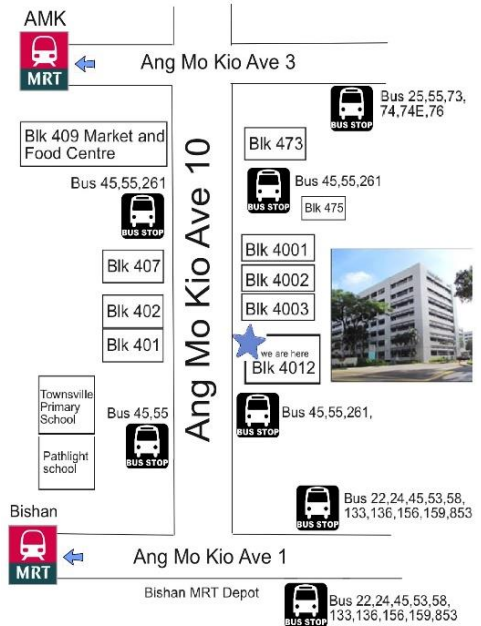 AMK
MRT
Ang Mo Kio Ave 3
BUS STOP
Bus 25,55,73,
74,74E,76
Blk 409 Market and
Food Centre
Blk 473
Bus 45,55,261
BUS STOP
Bus 45,55,261
BUS STOP
Blk 475
Ang Mo Kio Ave 10
Blk 407
Blk 4001
Blk 4002
Blk 402
Blk 4003
Blk 401
we are here
Blk 4012
Townsville
Primary
School
Bus 45,55
BUS STOP
Bus 45,55,261,
BUS STOP
Pathlight
school
Bus 22,24,45,53,58,
133,136,156,159,853
BUS STOP
Bishan
MRT
Ang Mo Kio Ave 1
Bishan MRT Depot
BUS STOP
Bus 22,24,45,53,58,
133,136,156,159,853